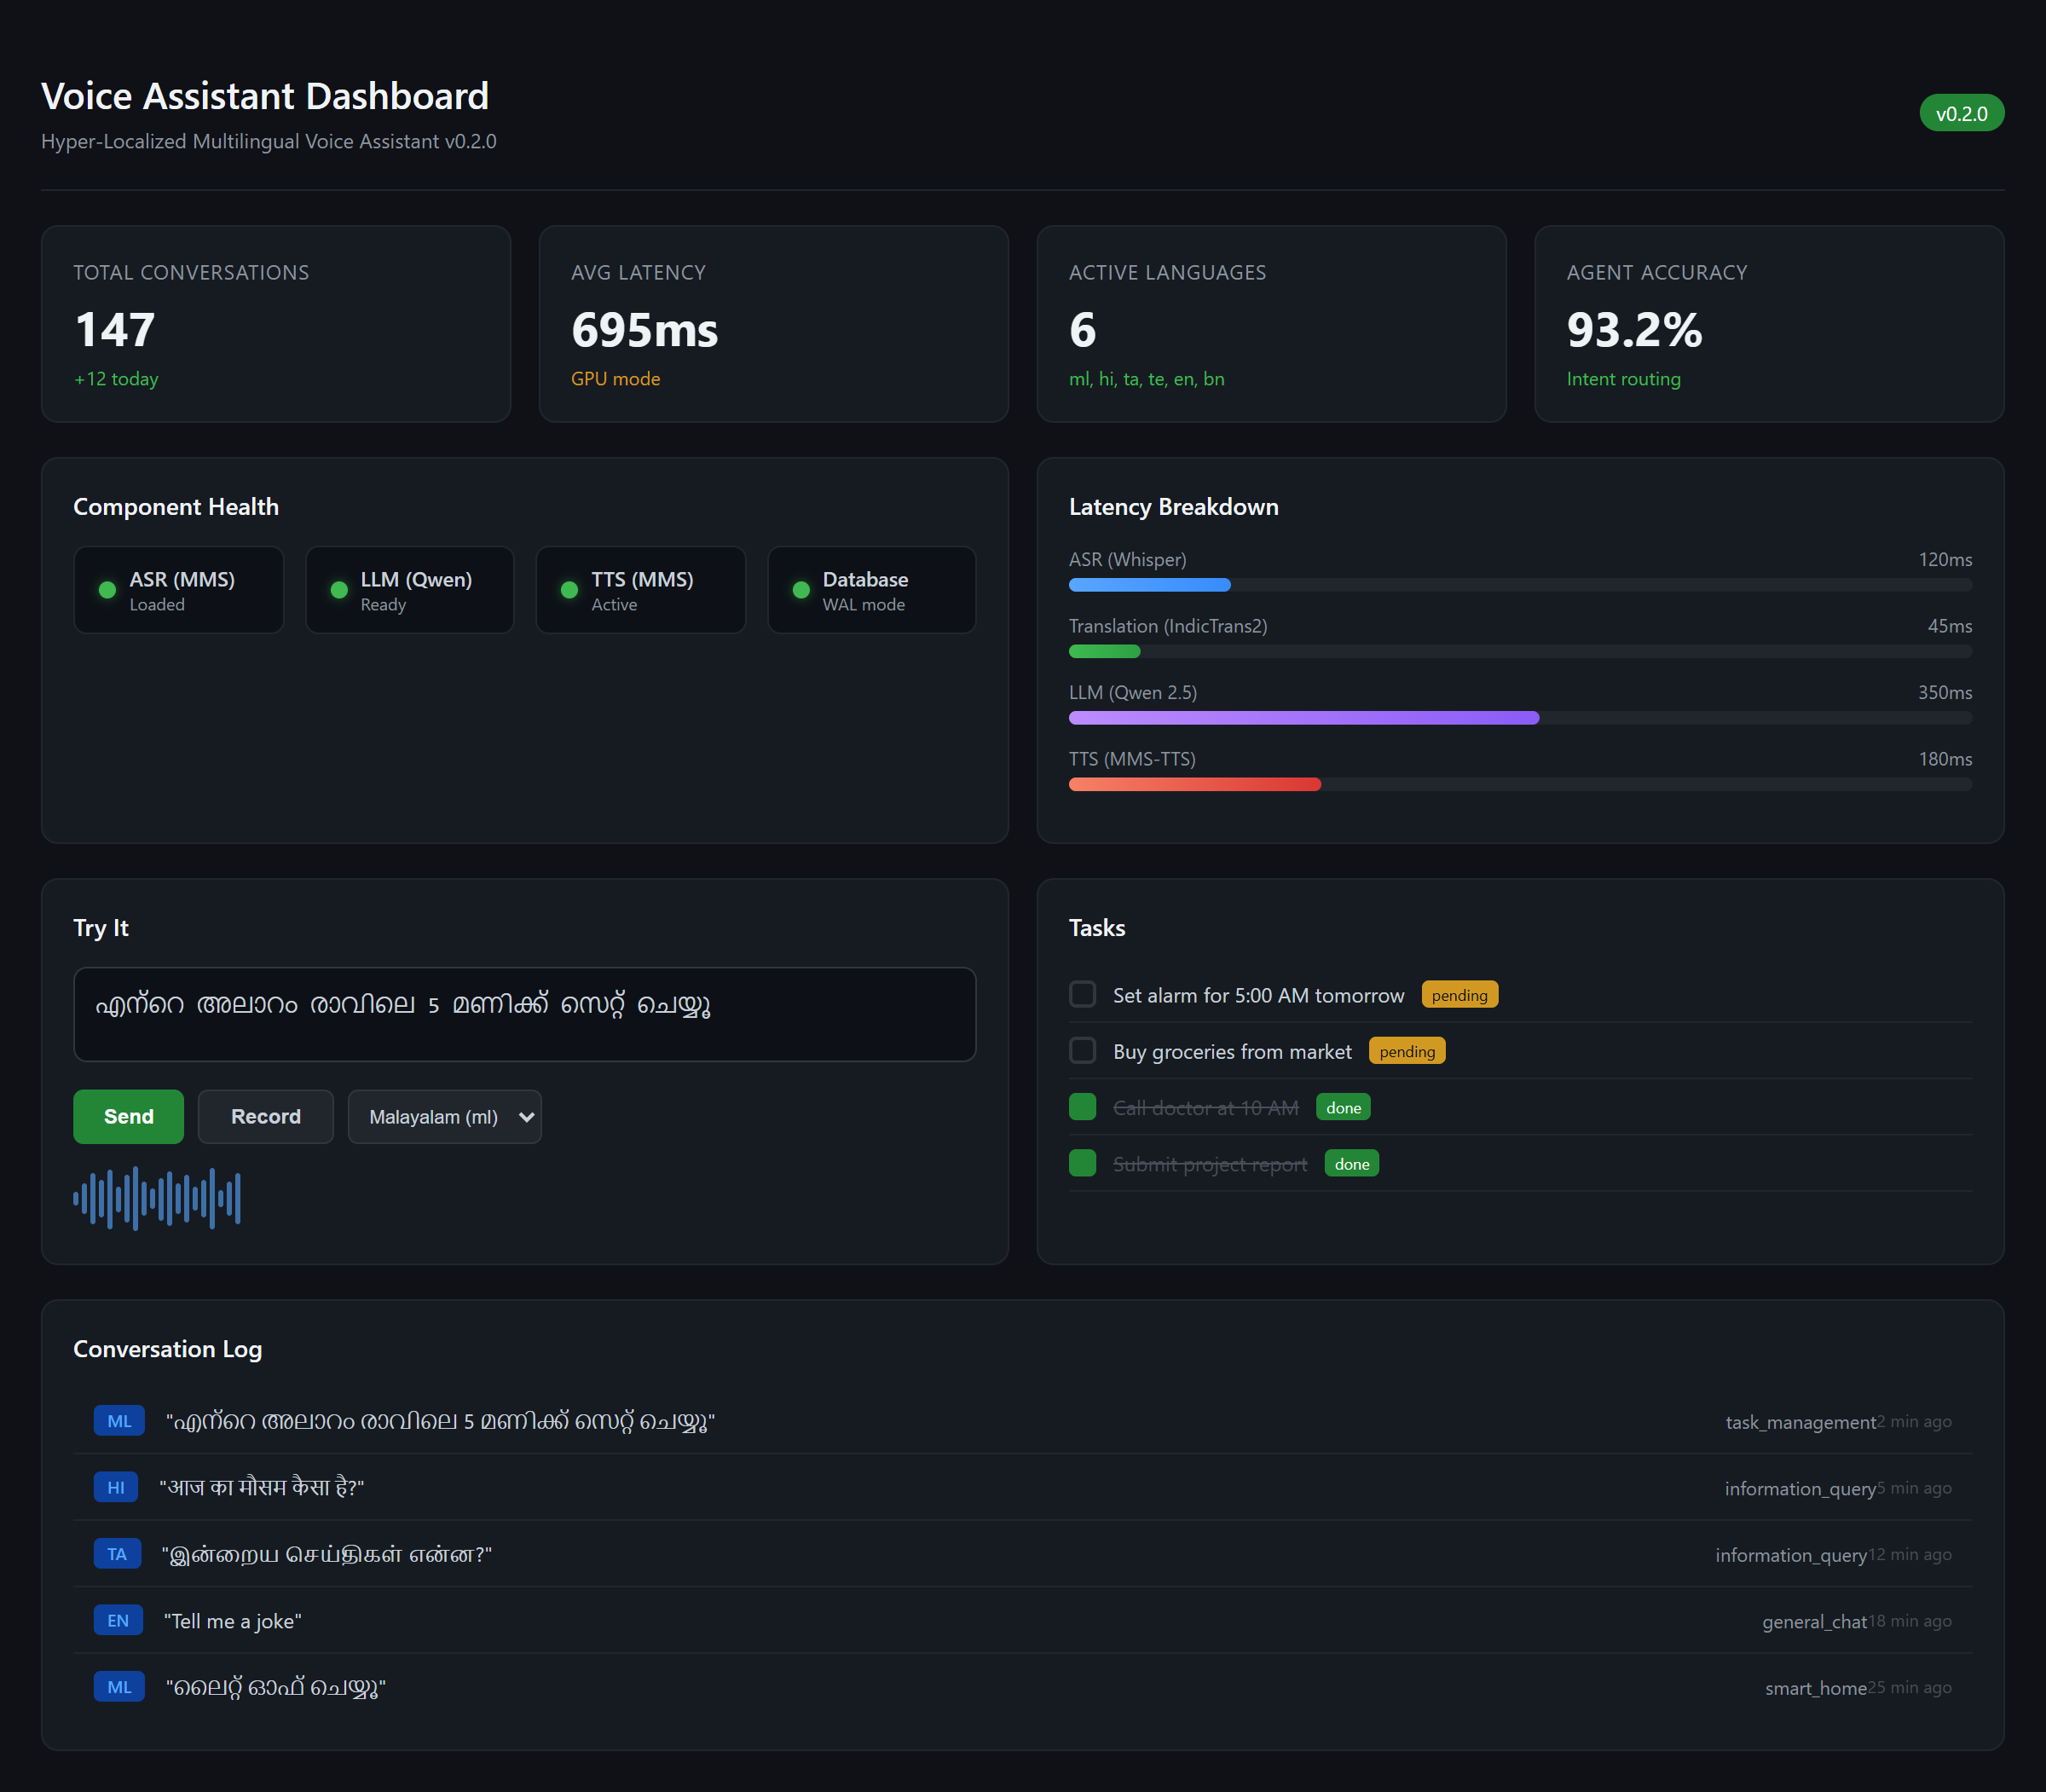 Voice Assistant Dashboard
Hyper-Localized Multilingual Voice Assistant v0.2.0
v0.2.0
TOTAL CONVERSATIONS
147
+12 today
AVG LATENCY
695ms
GPU mode
ACTIVE LANGUAGES
6
ml, hi, ta, te, en, bn
AGENT ACCURACY
93.2%
Intent routing
Component Health
ASR (MMS)
Loaded
LLM (Qwen)
Ready
TTS (MMS)
Active
Database
WAL mode
Latency Breakdown
ASR (Whisper) 120ms
Translation (IndicTrans2) 45ms
LLM (Qwen 2.5) 350ms
TTS (MMS-TTS) 180ms
Try It
എന്റെ അലാറം രാവിലെ 5 മണിക്ക് സെറ്റ് ചെയ്യൂ
Send Record Malayalam (ml)
Tasks
Set alarm for 5:00 AM tomorrow pending
Buy groceries from market pending
Call doctor at 10 AM done
Submit project report done
Conversation Log
ML "എന്റെ അലാറം രാവിലെ 5 മണിക്ക് സെറ്റ് ചെയ്യൂ" task_management 2 min ago
HI "आज का मौसम कैसा है?" information_query 5 min ago
TA "இன்றைய செய்திகள் என்ன?" information_query 12 min ago
EN "Tell me a joke" general_chat 18 min ago
ML "ലൈറ്റ് ഓഫ് ചെയ്യൂ" smart_home 25 min ago